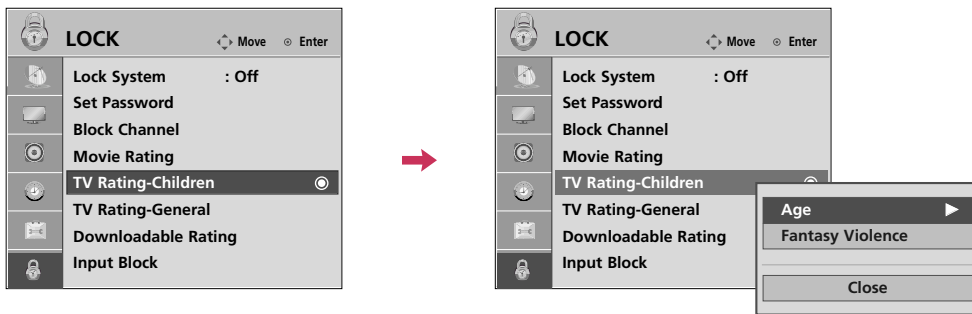 LOCK
Move Enter
Lock System : Off
Set Password
Block Channel
Movie Rating
TV Rating-Children
TV Rating-General
Downloadable Rating
Input Block
LOCK
Move Enter
Lock System : Off
Set Password
Block Channel
Movie Rating
TV Rating-Children
TV Rating-General
Downloadable Rating
Input Block
Age
Fantasy Violence
Close